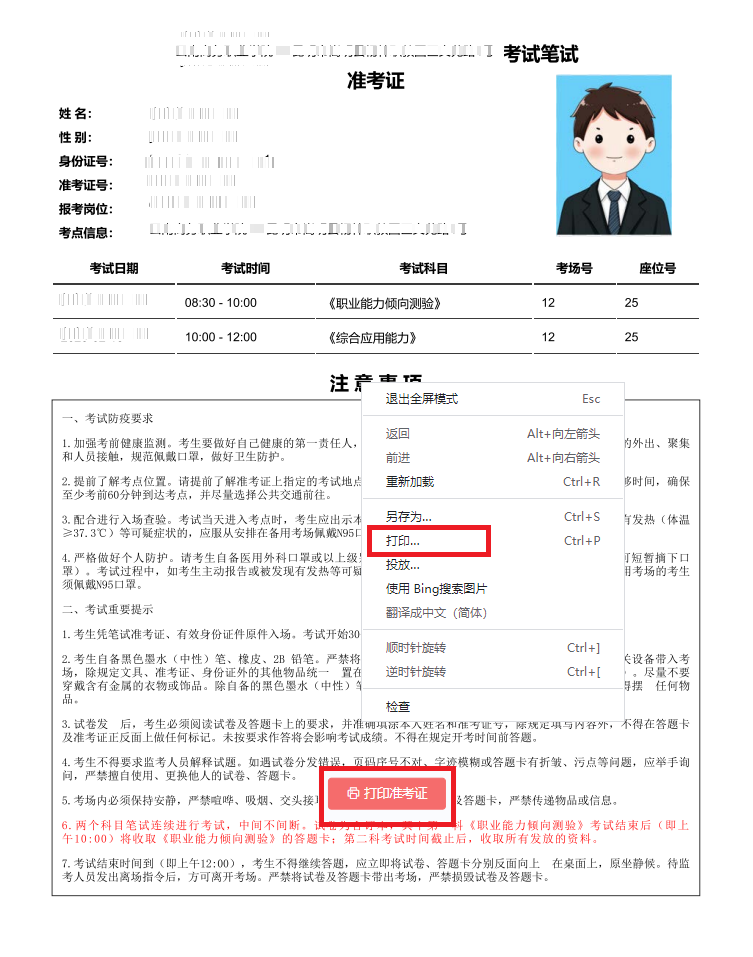 考试笔试
准考证
姓 名：
性 别：
身份证号：
准考证号：
报考岗位：
考点信息：
考试日期 考试时间 考试科目 考场号 座位号
08:30 - 10:00 《职业能力倾向测验》 12 25
10:00 - 12:00 《综合应用能力》 12 25
注 意 事 项
一、考试防疫要求
1.加强考前健康监测。考生要做好自己健康的第一责任人，
的外出、聚集
和人员接触，规范佩戴口罩，做好卫生防护。
2.提前了解考点位置。请提前了解准考证上指定的考试地点
时间，确保
至少考前60分钟到达考点，并尽量选择公共交通前往。
3.配合进行入场查验。考试当天进入考点时，考生应出示本
有发热（体温
≥37.3℃）等可疑症状的，应服从安排在备用考场佩戴N95口
4.严格做好个人防护。请考生自备医用外科口罩或以上级
可短暂摘下口
罩）。考试过程中，如考生主动报告或被发现有发热等可疑
用考场的考生
须佩戴N95口罩。
二、考试重要提示
1.考生凭笔试准考证、有效身份证件原件入场。考试开始30
2.考生自备黑色墨水（中性）笔、橡皮、2B 铅笔。严禁将
设备带入考
场，除规定文具、准考证、身份证外的其他物品统一 置在
）。尽量不要
穿戴含有金属的衣物或饰品。除自备的黑色墨水（中性）笔
得摆 任何物
品。
3.试卷发 后，考生必须阅读试卷及答题卡上的要求，并准确填涂本人姓名和准考证号，除规定填写内容外，不得在答题卡
及准考证正反面上做任何标记。未按要求作答将会影响考试成绩。不得在规定开考时间前答题。
4.考生不得要求监考人员解释试题。如遇试卷分发错误，页码序号不对、字迹模糊或答题卡有折皱、污点等问题，应举手询
问，严禁擅自使用、更换他人的试卷、答题卡。
5.考场内必须保持安静，严禁喧哗、吸烟、交头接
及答题卡，严禁传递物品或信息。
6.两个科目笔试连续进行考试，中间不间断。
科《职业能力倾向测验》考试结束后（即上
午10:00）将收取《职业能力倾向测验》的答题卡；第二科考试时间截止后，收取所有发放的资料。
7.考试结束时间到（即上午12:00），考生不得继续答题，应立即将试卷、答题卡分别反面向上 在桌面上，原坐静候。待监
考人员发出离场指令后，方可离开考场。严禁将试卷及答题卡带出考场，严禁损毁试卷及答题卡。
退出全屏模式 Esc
返回 Alt+向左箭头
前进 Alt+向右箭头
重新加载 Ctrl+R
另存为... Ctrl+S
打印... Ctrl+P
投放...
使用 Bing搜索图片
翻译成中文（简体）
顺时针旋转 Ctrl+]
逆时针旋转 Ctrl+[
检查
打印准考证